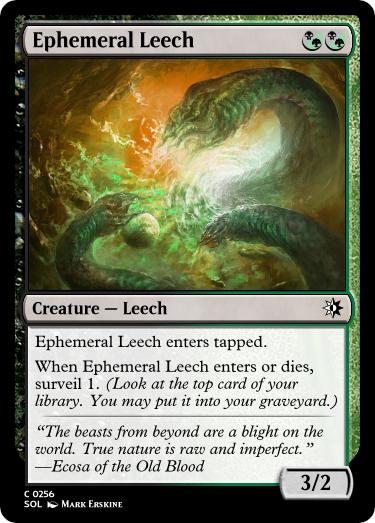 Ephemeral Leech
Creature — Leech
Ephemeral Leech enters tapped.
When Ephemeral Leech enters or dies,
surveil 1. (Look at the top card of your
library. You may put it into your graveyard.)
“The beasts from beyond are a blight on the
world. True nature is raw and imperfect.”
—Ecosa of the Old Blood
3/2
C 0256
SOL Mark Erskine